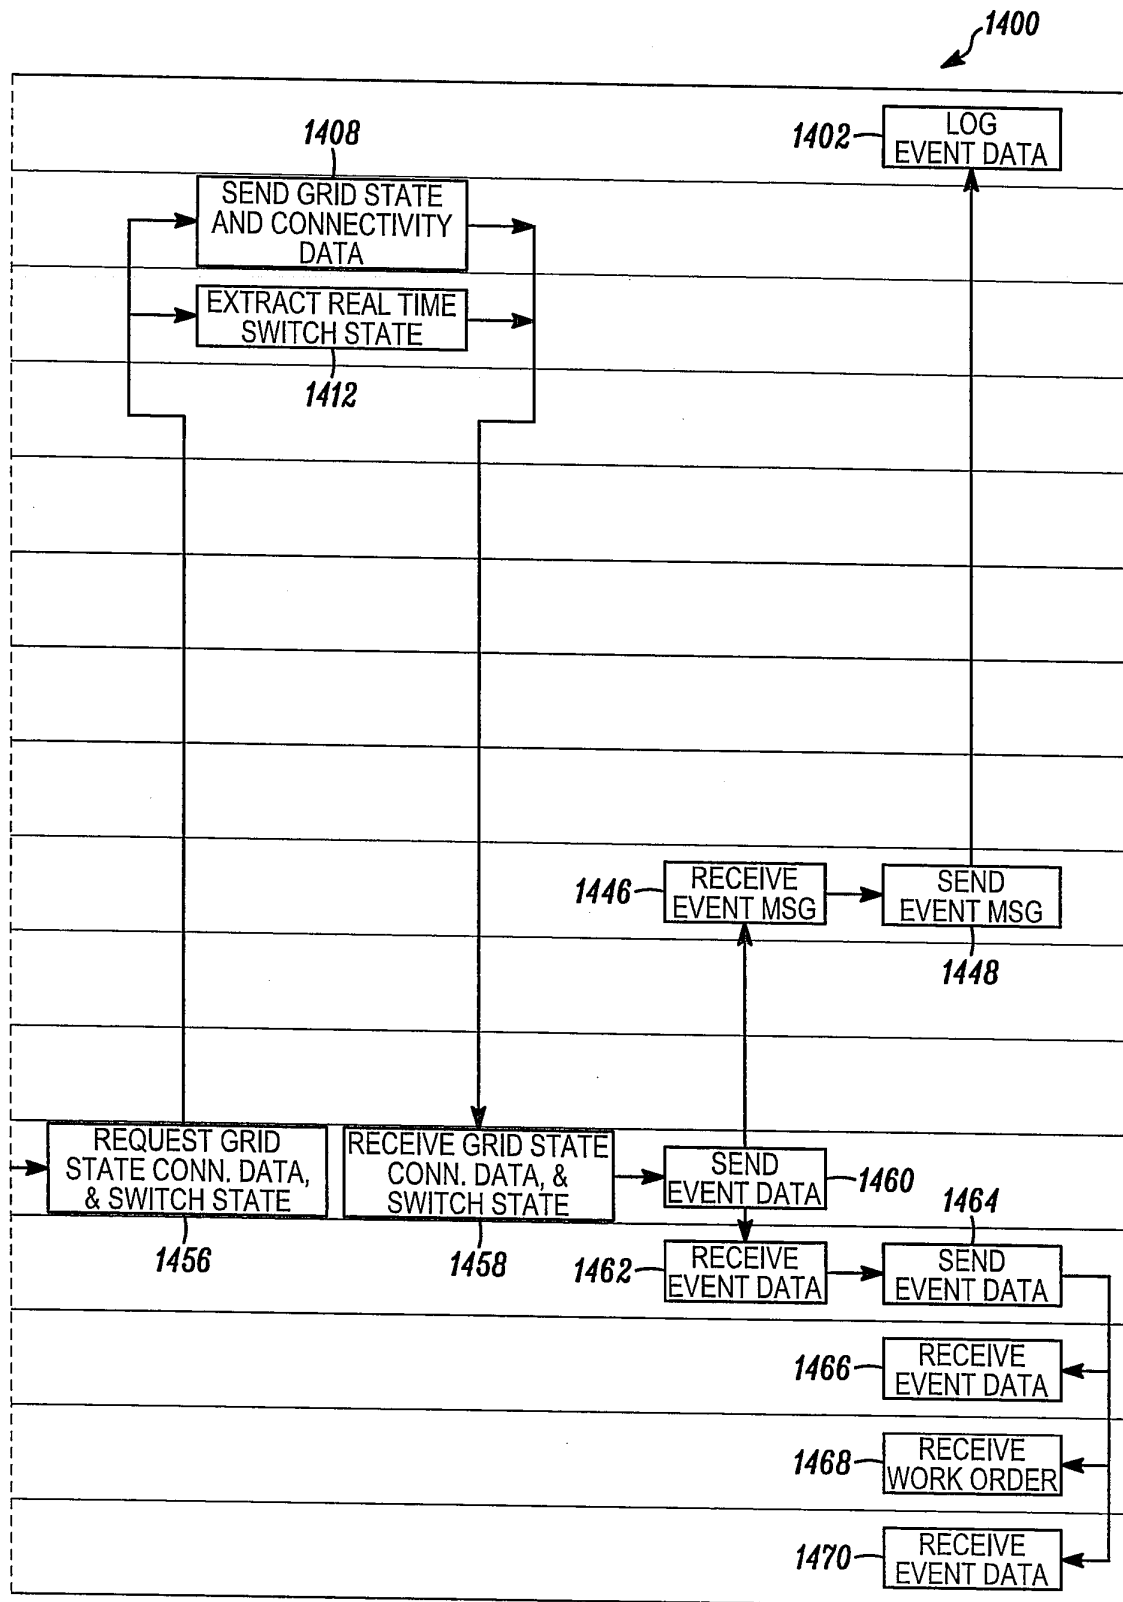 1400
1402
LOG
EVENT DATA
1408
SEND GRID STATE
AND CONNECTIVITY
DATA
EXTRACT REAL TIME
SWITCH STATE
1412
1446
RECEIVE
EVENT MSG
SEND
EVENT MSG
1448
REQUEST GRID
STATE CONN. DATA,
& SWITCH STATE
1456
RECEIVE GRID STATE
CONN. DATA, &
SWITCH STATE
1458
SEND
EVENT DATA
1460
1462
RECEIVE
EVENT DATA
1464
SEND
EVENT DATA
1466
RECEIVE
EVENT DATA
1468
RECEIVE
WORK ORDER
1470
RECEIVE
EVENT DATA